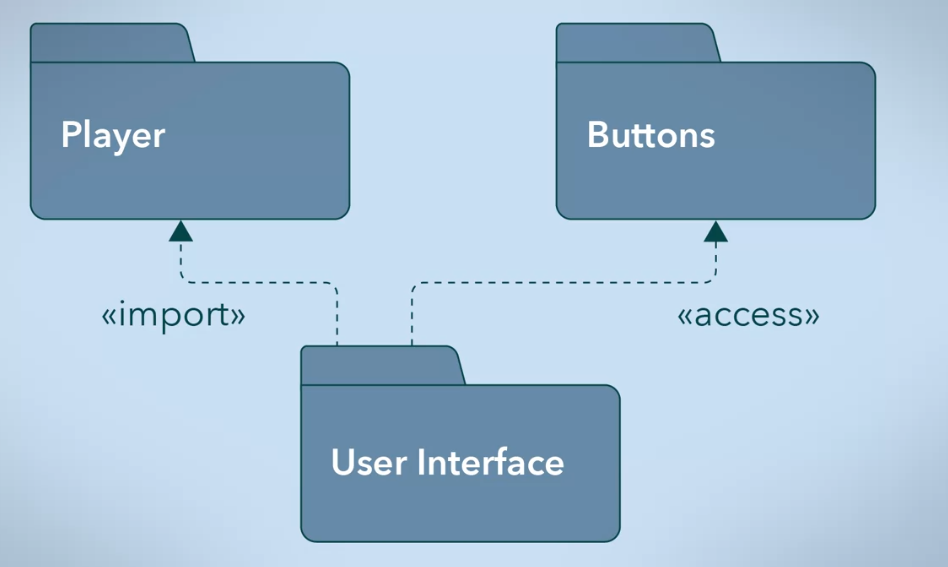 Player
Buttons
«import»
«access»
User Interface